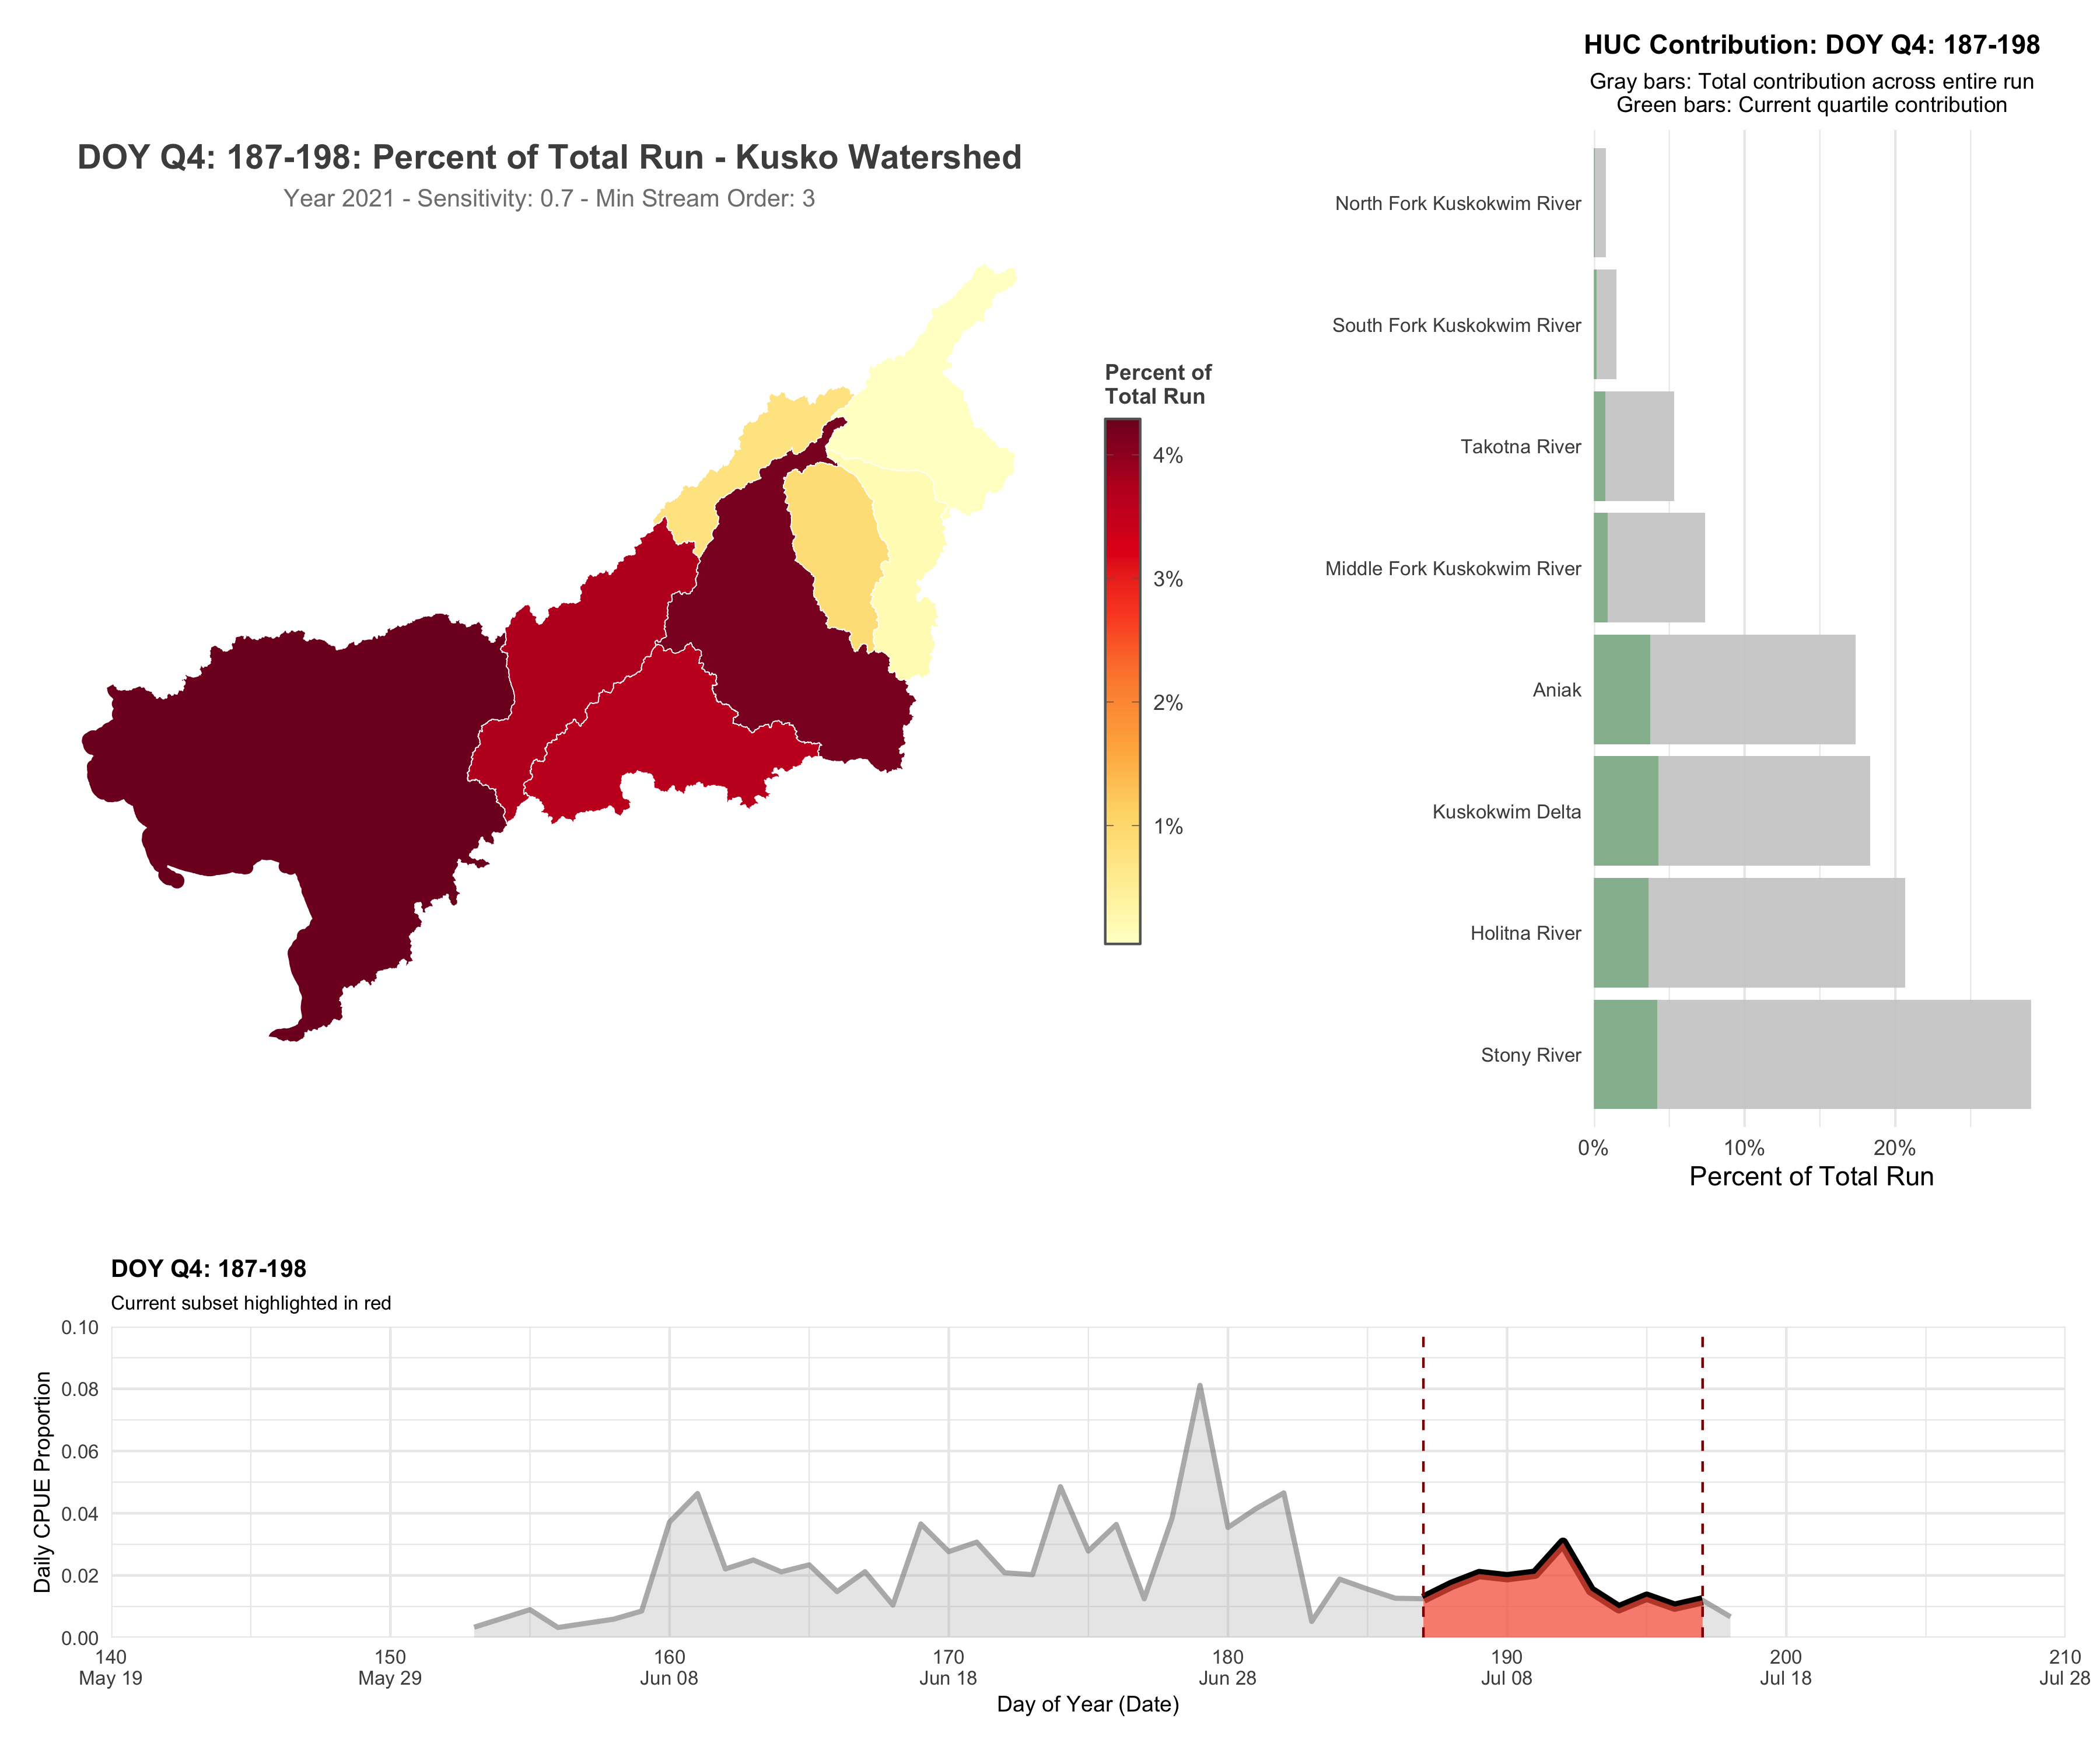 DOY Q4: 187-198: Percent of Total Run - Kusko Watershed
Year 2021 - Sensitivity: 0.7 - Min Stream Order: 3
Percent of
Total Run
4%
3%
2%
1%
HUC Contribution: DOY Q4: 187-198
Gray bars: Total contribution across entire run
Green bars: Current quartile contribution
North Fork Kuskokwim River
South Fork Kuskokwim River
Takotna River
Middle Fork Kuskokwim River
Aniak
Kuskokwim Delta
Holitna River
Stony River
0% 10% 20%
Percent of Total Run
DOY Q4: 187-198
Current subset highlighted in red
Daily CPUE Proportion
0.10
0.08
0.06
0.04
0.02
0.00
140 150 160 170 180 190 200 210
May 19 May 29 Jun 08 Jun 18 Jun 28 Jul 08 Jul 18 Jul 28
Day of Year (Date)